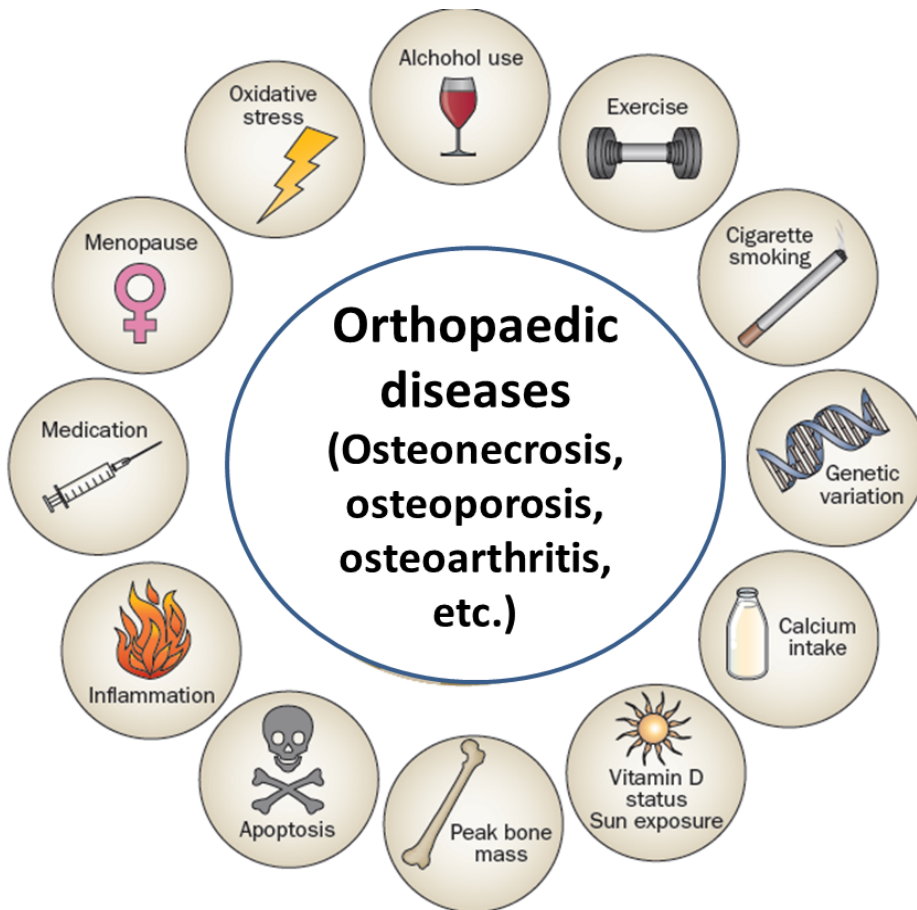 Alchohol use
Exercise
Cigarette
smoking
Genetic
variation
Calcium
intake
Vitamin D
status
Sun exposure
Peak bone
mass
Apoptosis
Inflammation
Medication
Menopause
Oxidative
stress
Orthopaedic
diseases
(Osteonecrosis,
osteoporosis,
osteoarthritis,
etc.)